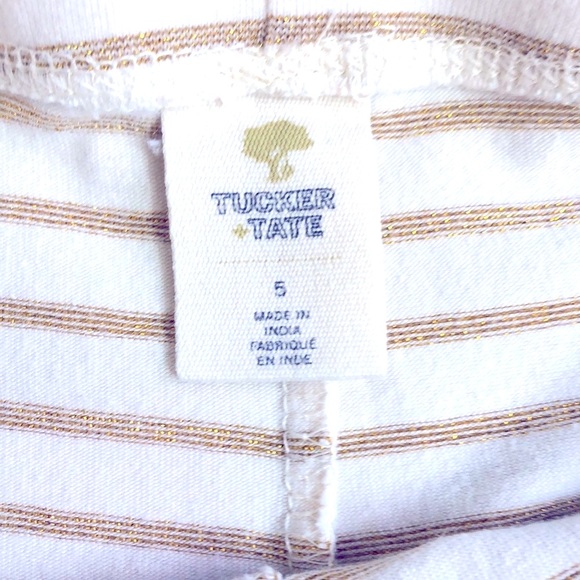 TUCKER
+TATE
5
MADE IN
INDIA
FABRIQUÉ
EN INDE